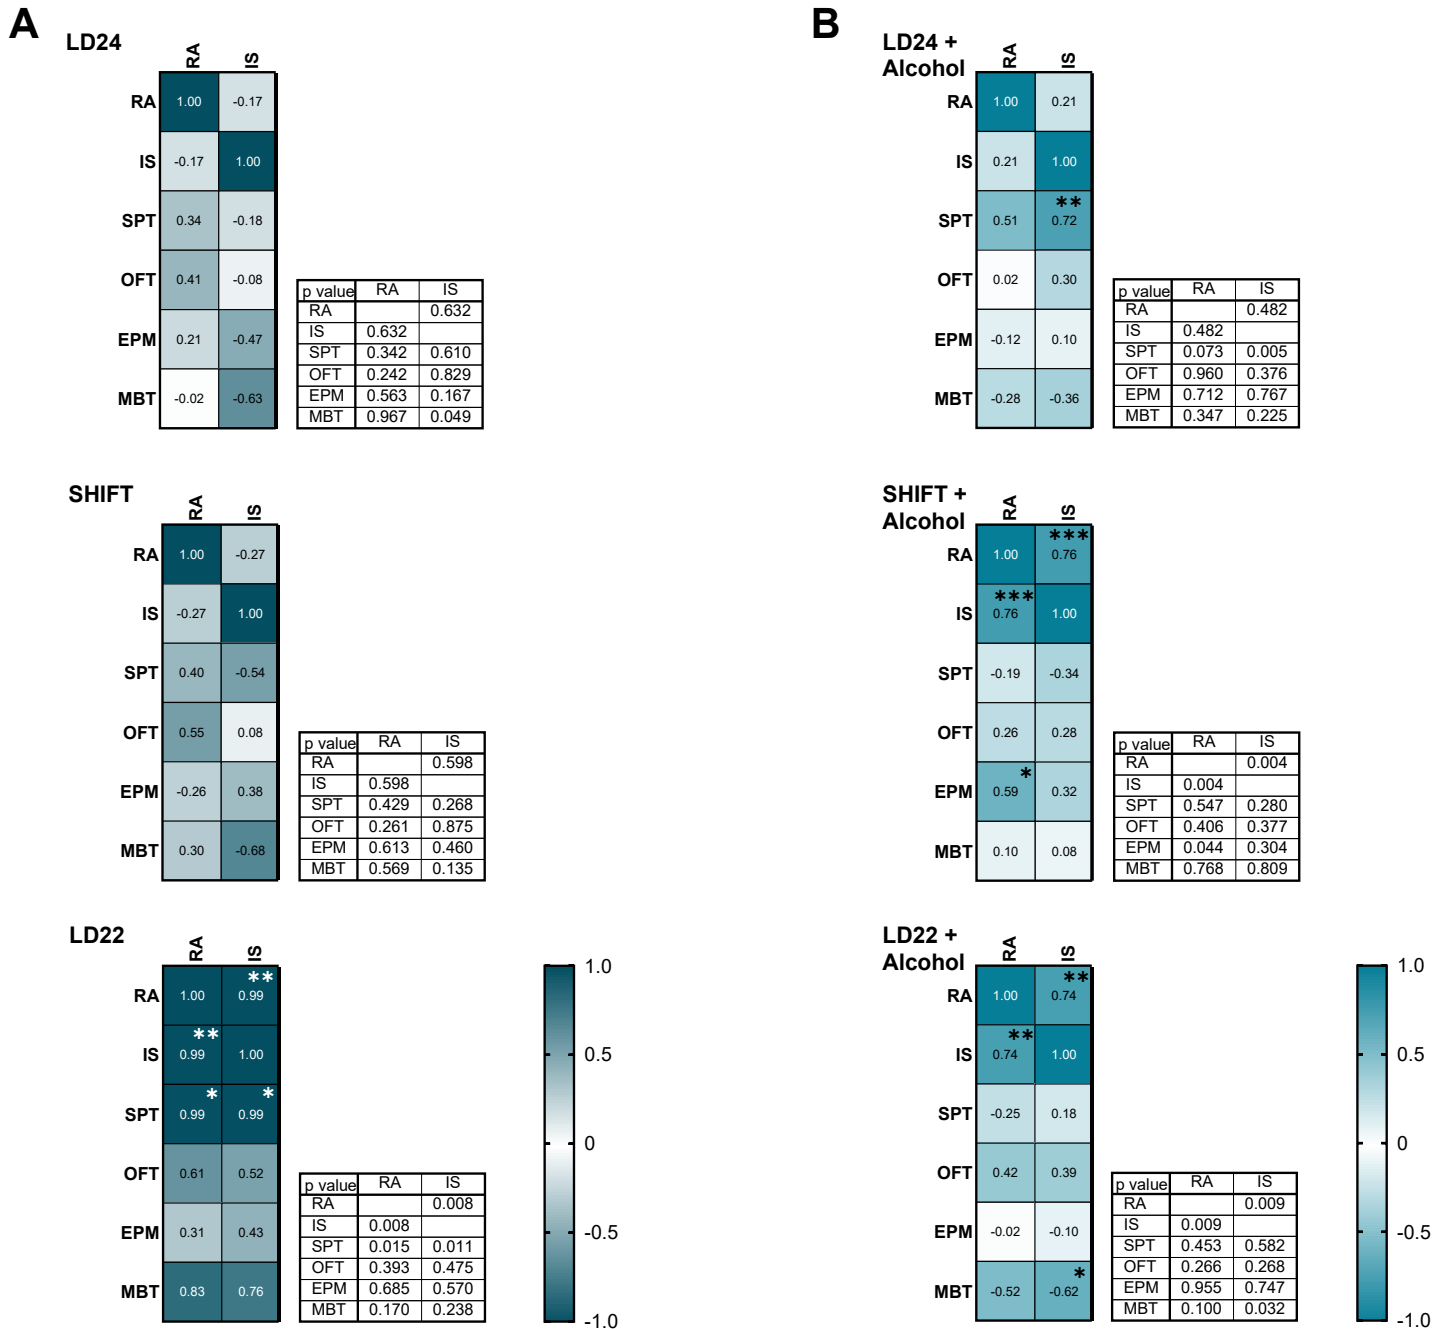 A
LD24
RA IS
RA 1.00 -0.17
IS -0.17 1.00
SPT 0.34 -0.18
OFT 0.41 -0.08
EPM 0.21 -0.47
MBT -0.02 -0.63
p value RA IS
RA 0.632
IS 0.632
SPT 0.342 0.610
OFT 0.242 0.829
EPM 0.563 0.167
MBT 0.967 0.049
SHIFT
RA IS
RA 1.00 -0.27
IS -0.27 1.00
SPT 0.40 -0.54
OFT 0.55 0.08
EPM -0.26 0.38
MBT 0.30 -0.68
p value RA IS
RA 0.598
IS 0.598
SPT 0.429 0.268
OFT 0.261 0.875
EPM 0.613 0.460
MBT 0.569 0.135
LD22
RA IS
**
RA 1.00 0.99
**
IS 0.99 1.00
* *
SPT 0.99 0.99
OFT 0.61 0.52
EPM 0.31 0.43
MBT 0.83 0.76
p value RA IS
RA 0.008
IS 0.008
SPT 0.015 0.011
OFT 0.393 0.475
EPM 0.685 0.570
MBT 0.170 0.238
1.0
0.5
0
-0.5
-1.0
B
LD24 +
Alcohol
RA IS
RA 1.00 0.21
IS 0.21 1.00
**
SPT 0.51 0.72
OFT 0.02 0.30
EPM -0.12 0.10
MBT -0.28 -0.36
p value RA IS
RA 0.482
IS 0.482
SPT 0.073 0.005
OFT 0.960 0.376
EPM 0.712 0.767
MBT 0.347 0.225
SHIFT +
Alcohol
RA IS
***
RA 1.00 0.76
***
IS 0.76 1.00
SPT -0.19 -0.34
OFT 0.26 0.28
*
EPM 0.59 0.32
MBT 0.10 0.08
p value RA IS
RA 0.004
IS 0.004
SPT 0.547 0.280
OFT 0.406 0.377
EPM 0.044 0.304
MBT 0.768 0.809
LD22 +
Alcohol
RA IS
**
RA 1.00 0.74
**
IS 0.74 1.00
SPT -0.25 0.18
OFT 0.42 0.39
EPM -0.02 -0.10
*
MBT -0.52 -0.62
p value RA IS
RA 0.009
IS 0.009
SPT 0.453 0.582
OFT 0.266 0.268
EPM 0.955 0.747
MBT 0.100 0.032
1.0
0.5
0
-0.5
-1.0